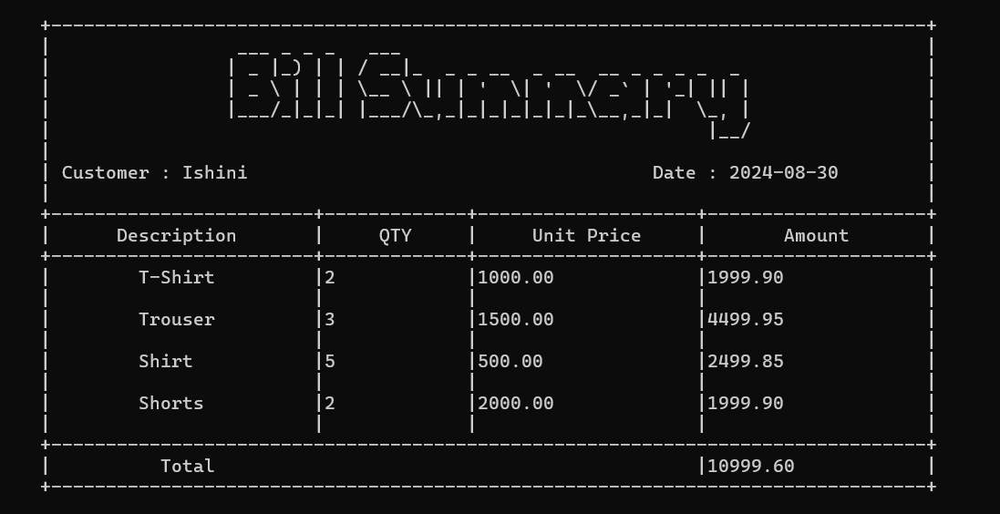 Bill Summary
Customer : Ishini Date : 2024-08-30
Description QTY Unit Price Amount
T-Shirt 2 1000.00 1999.90
Trouser 3 1500.00 4499.95
Shirt 5 500.00 2499.85
Shorts 2 2000.00 1999.90
Total 10999.60